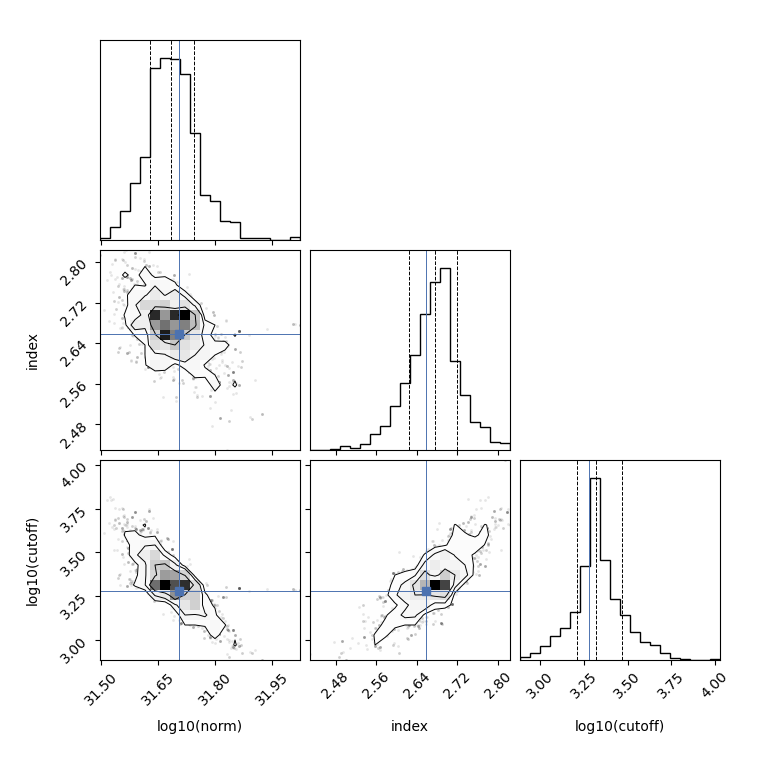 2.80
2.72
2.64
2.56
2.48
index
4.00
3.75
3.50
3.25
3.00
log10(cutoff)
31.50 31.65 31.80 31.95
2.48 2.56 2.64 2.72 2.80
3.00 3.25 3.50 3.75 4.00
log10(norm) index log10(cutoff)